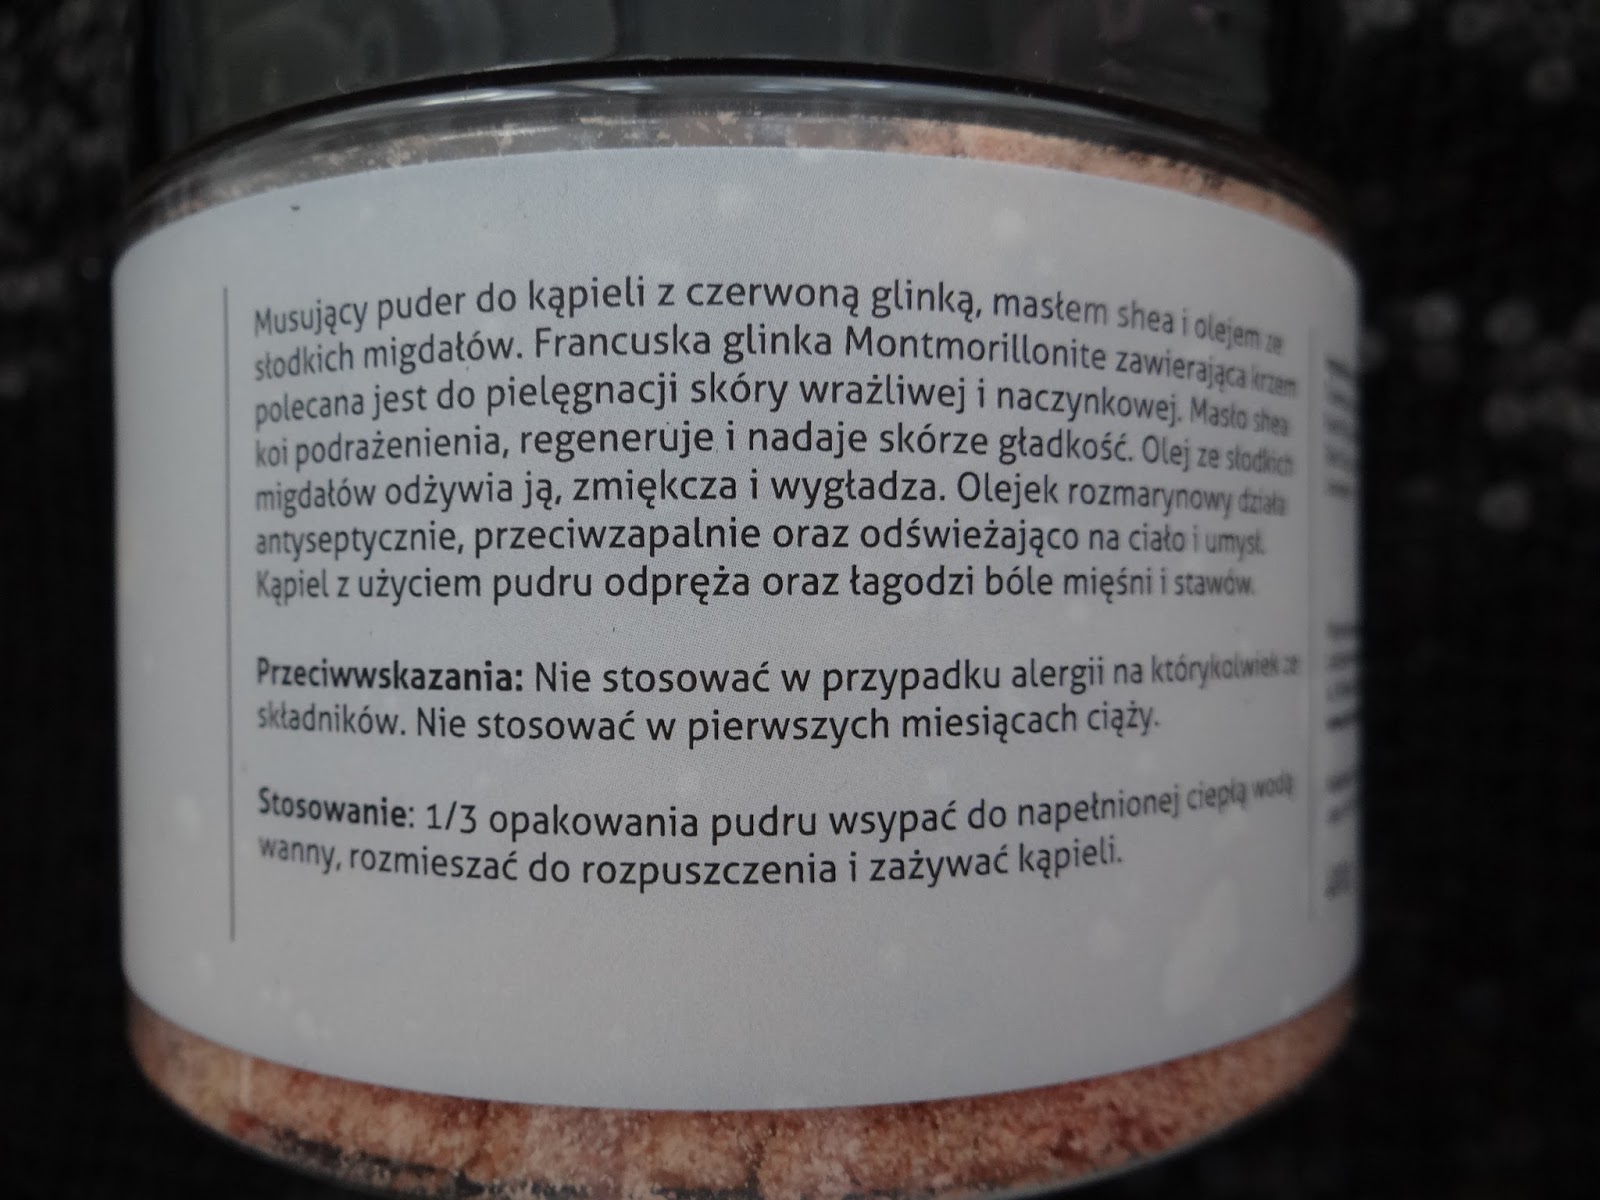 Musujący puder do kąpieli z czerwoną glinką, masłem shea i olejem ze
słodkich migdałów. Francuska glinka Montmorillonite zawierająca krzem
polecana jest do pielęgnacji skóry wrażliwej i naczynkowej. Masło shea
koi podrażenienia, regeneruje i nadaje skórze gładkość. Olej ze słodkich
migdałów odżywia ją, zmiękcza i wygładza. Olejek rozmarynowy działa
antyseptycznie, przeciwzapalnie oraz odświeżająco na ciało i umysł.
Kąpiel z użyciem pudru odpręża oraz łagodzi bóle mięśni i stawów.
Przeciwwskazania: Nie stosować w przypadku alergii na którykolwiek ze
składników. Nie stosować w pierwszych miesiącach ciąży.
Stosowanie: 1/3 opakowania pudru wsypać do napełnionej ciepłą wodą
wanny, rozmieszać do rozpuszczenia i zażywać kąpieli.